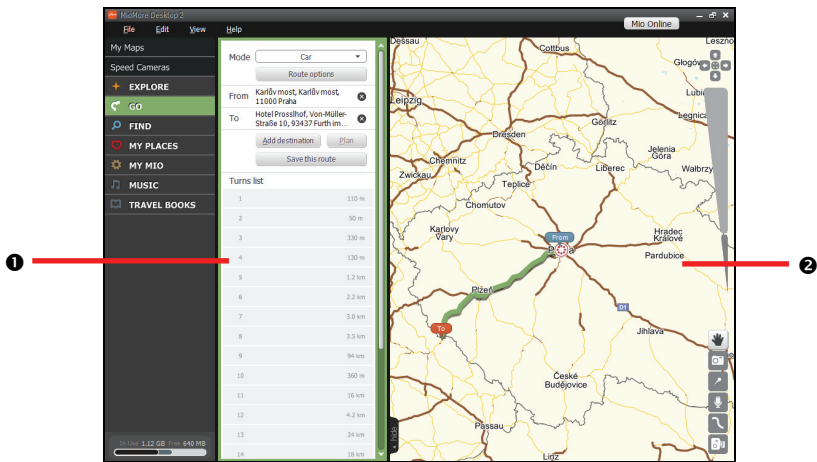 MioMore Desktop 2
File Edit View Help
Mio Online
My Maps
Speed Cameras
EXPLORE
GO
FIND
MY PLACES
MY MIO
MUSIC
TRAVEL BOOKS
In Use 1.12 GB Free 640 MB
Mode Car
Route options
From Karlův most, Karlův most,
11000 Praha
To Hotel Prosslhof, Von-Müller-
Straße 10, 93437 Furth im...
Add destination Plan
Save this route
Turns list
1 110 m
2 90 m
3 330 m
4 130 m
5 1.2 km
6 2.2 km
7 3.0 km
8 3.5 km
9 94 km
10 360 m
11 16 km
12 4.2 km
13 24 km
14 18 km
hide
Dessau
Cottbus
Leszno
Głogów
Lubi
Leipzig
Görlitz
Legnica
Dresden
Jelenia
Góra
Chemnitz
Děčín
Liberec
Wałbrzy
Zwickau
Teplice
Chomutov
Karlovy
Vary
From
Hradec
Králové
Pardubice
Plzeň
D1
To
Jihlava
České
Budějovice
Passau
Linz
❶
❷